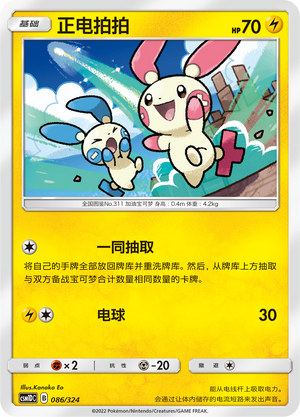 基础 正电拍拍 HP70
全国图鉴No.311 加油宝可梦 身高：0.4m 体重：4.2kg
一同抽取
将自己的手牌全部放回牌库并重洗牌库。然后，从牌库上方抽取
与双方备战宝可梦合计数量相同数量的卡牌。
电球 30
弱点 ×2 抗性 -20 撤退
Illus.Kanako Eo
CSM1DC B 086/324
能从电线杆上吸取电力。
会通过让体内储存的电流短路来发出声音。
©2022 Pokémon/Nintendo/Creatures/GAME FREAK.